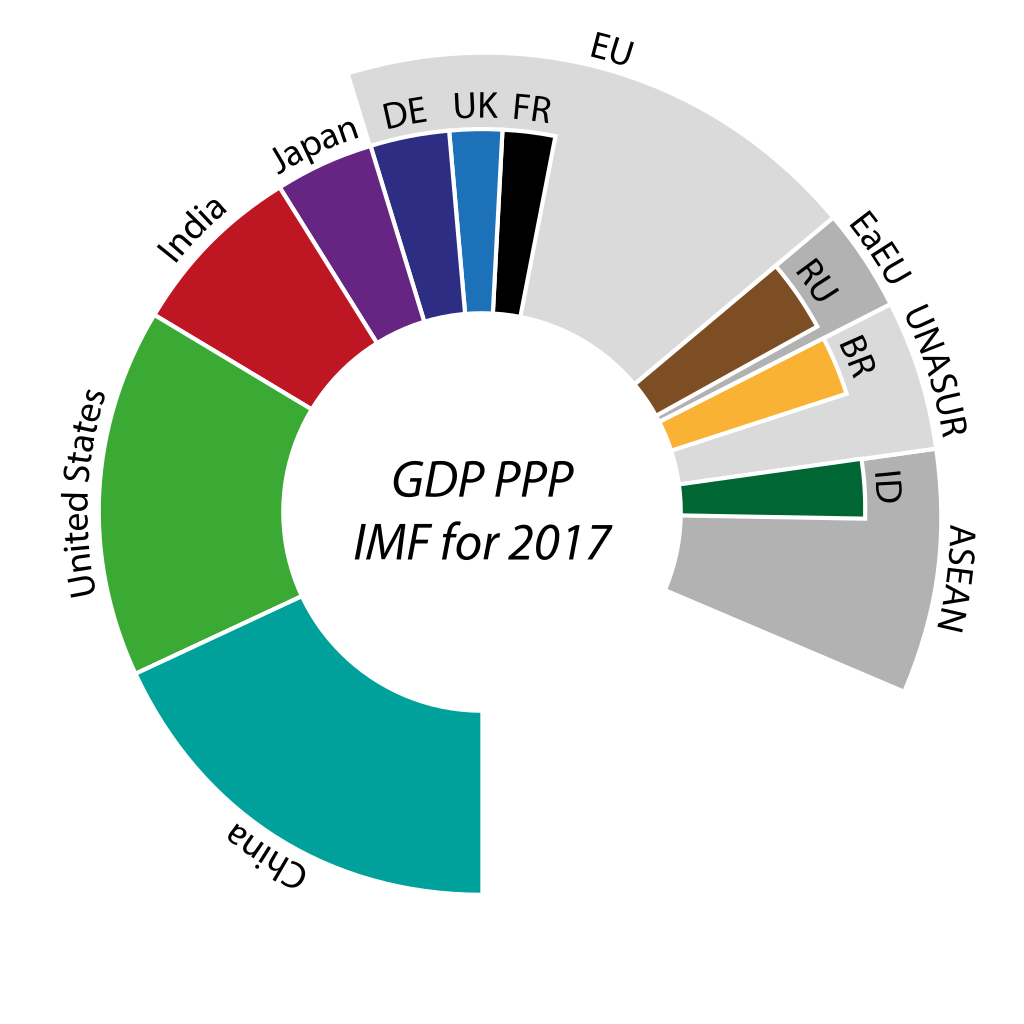 EU
DE
UK
FR
Japan
India
EaEU
RU
UNASUR
BR
United States
ID
GDP PPP
IMF for 2017
ASEAN
China